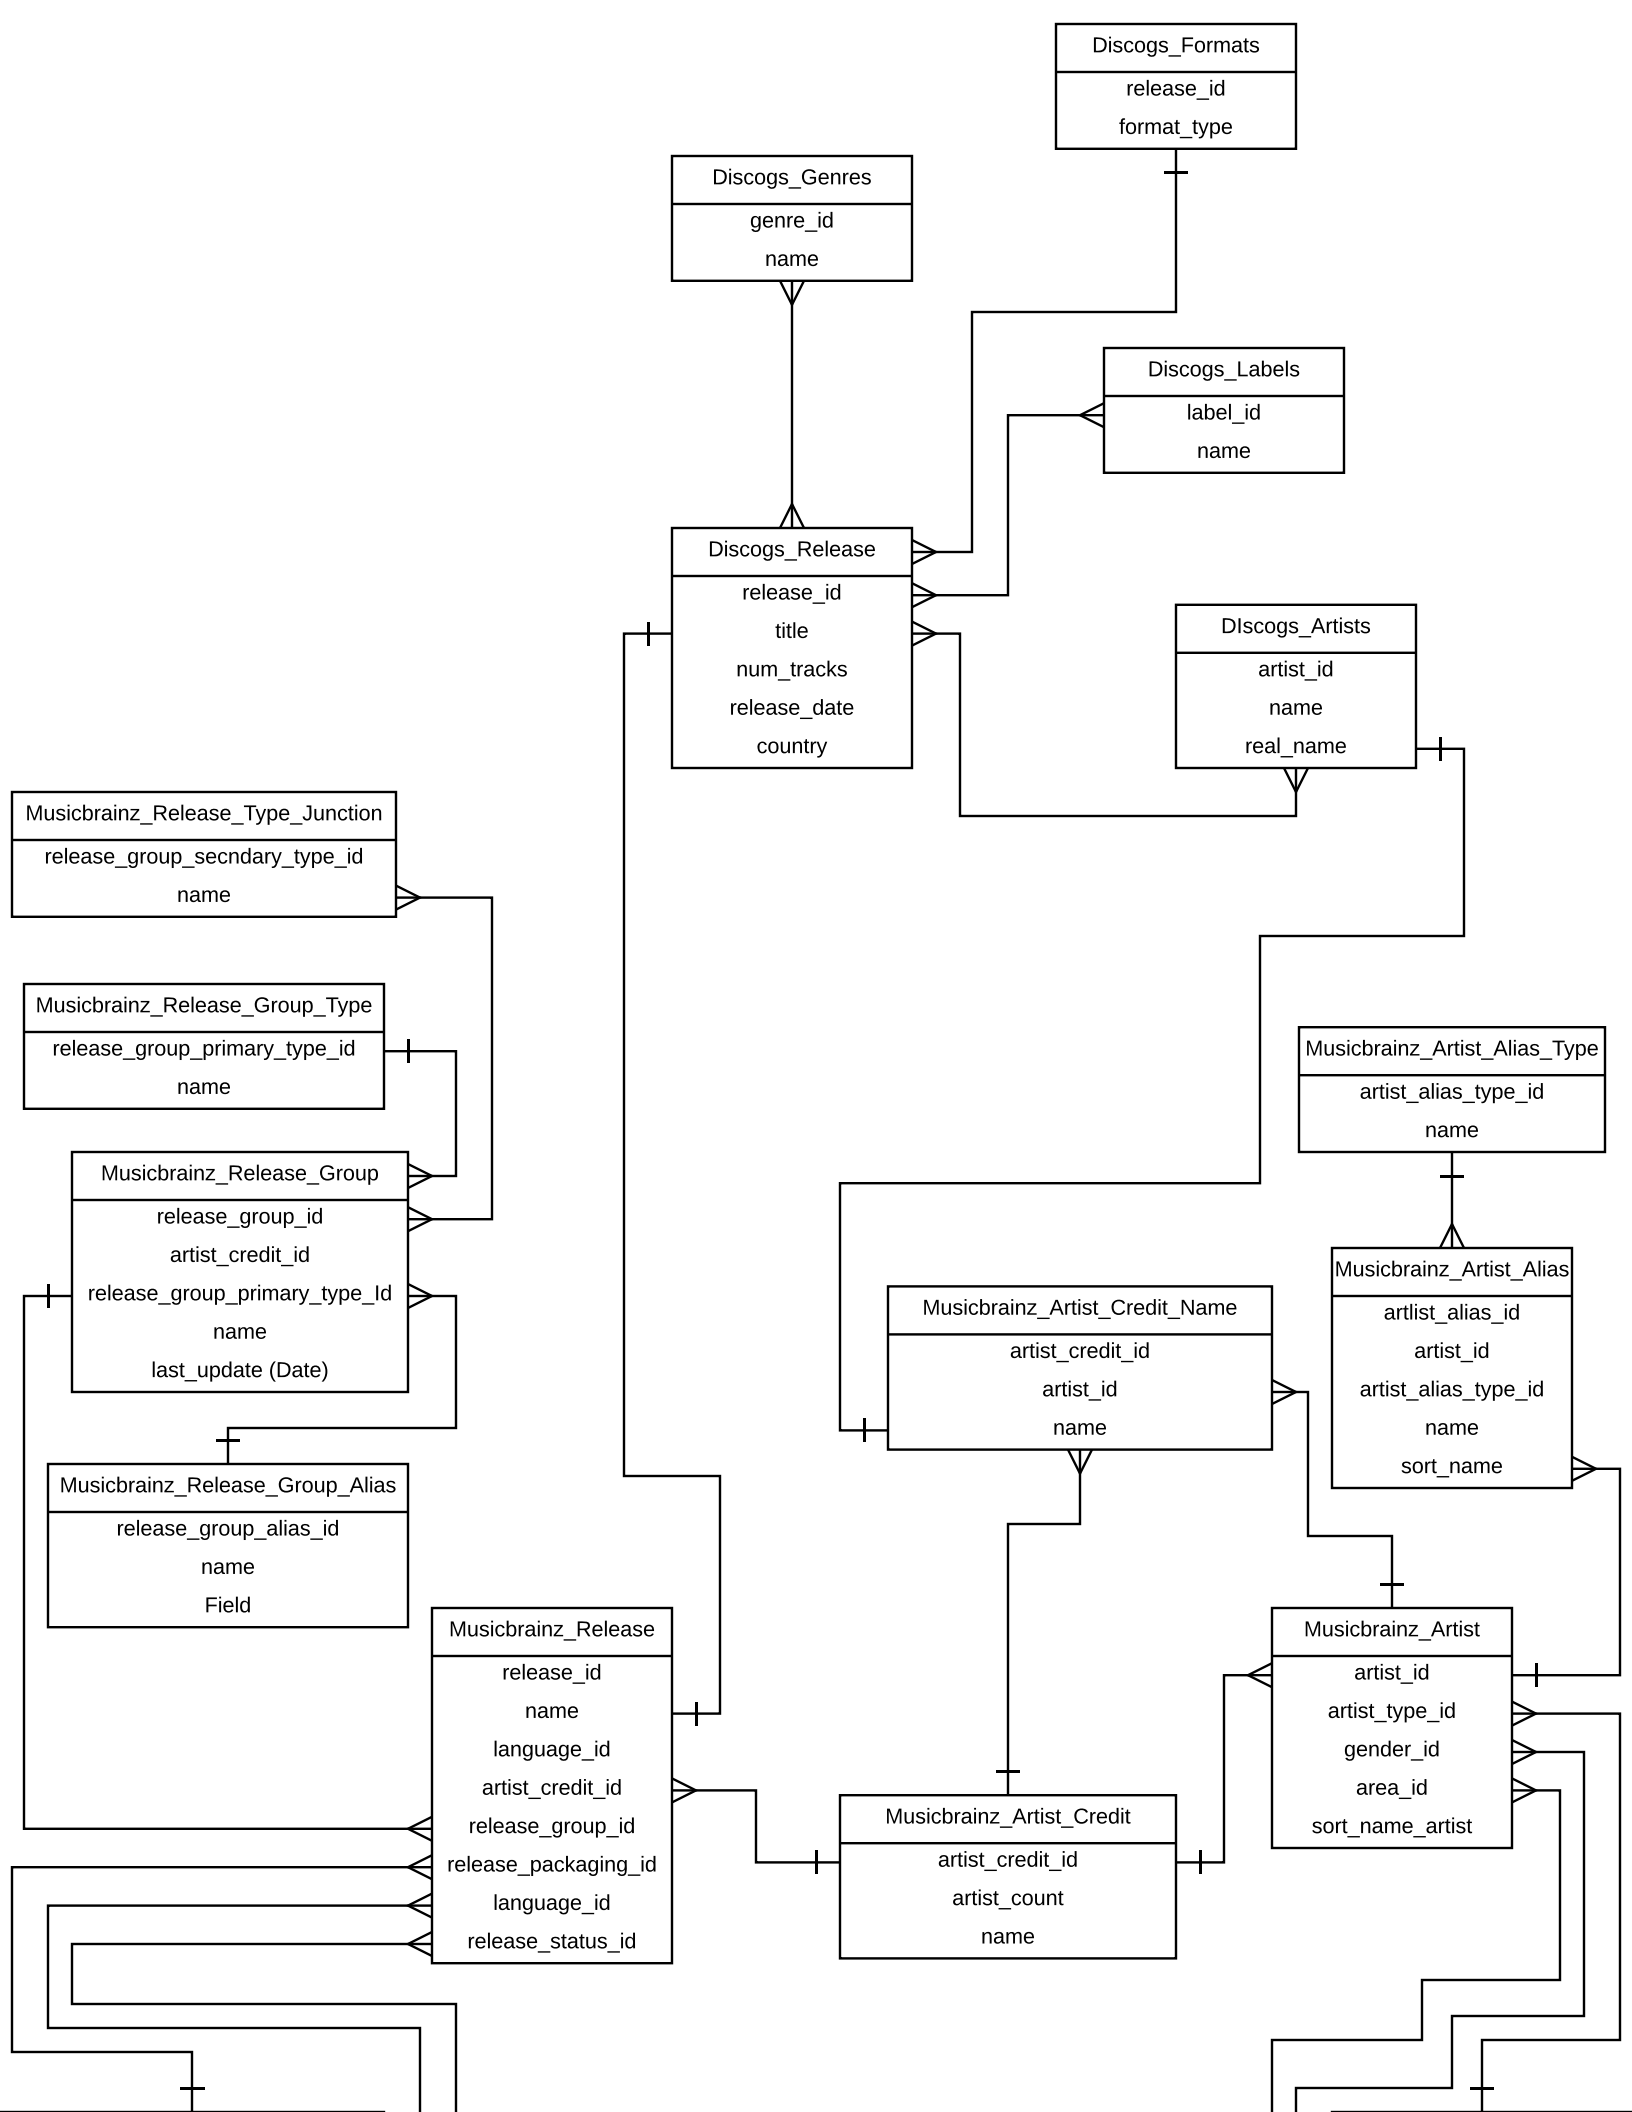 Discogs_Formats
release_id
format_type
Discogs_Genres
genre_id
name
Discogs_Labels
label_id
name
Discogs_Release
release_id
title
num_tracks
release_date
country
DIscogs_Artists
artist_id
name
real_name
Musicbrainz_Release_Type_Junction
release_group_secndary_type_id
name
Musicbrainz_Release_Group_Type
release_group_primary_type_id
name
Musicbrainz_Artist_Alias_Type
artist_alias_type_id
name
Musicbrainz_Release_Group
release_group_id
artist_credit_id
release_group_primary_type_Id
name
last_update (Date)
Musicbrainz_Artist_Credit_Name
artist_credit_id
artist_id
name
Musicbrainz_Artist_Alias
artlist_alias_id
artist_id
artist_alias_type_id
name
sort_name
Musicbrainz_Release_Group_Alias
release_group_alias_id
name
Field
Musicbrainz_Release
release_id
name
language_id
artist_credit_id
release_group_id
release_packaging_id
language_id
release_status_id
Musicbrainz_Artist_Credit
artist_credit_id
artist_count
name
Musicbrainz_Artist
artist_id
artist_type_id
gender_id
area_id
sort_name_artist